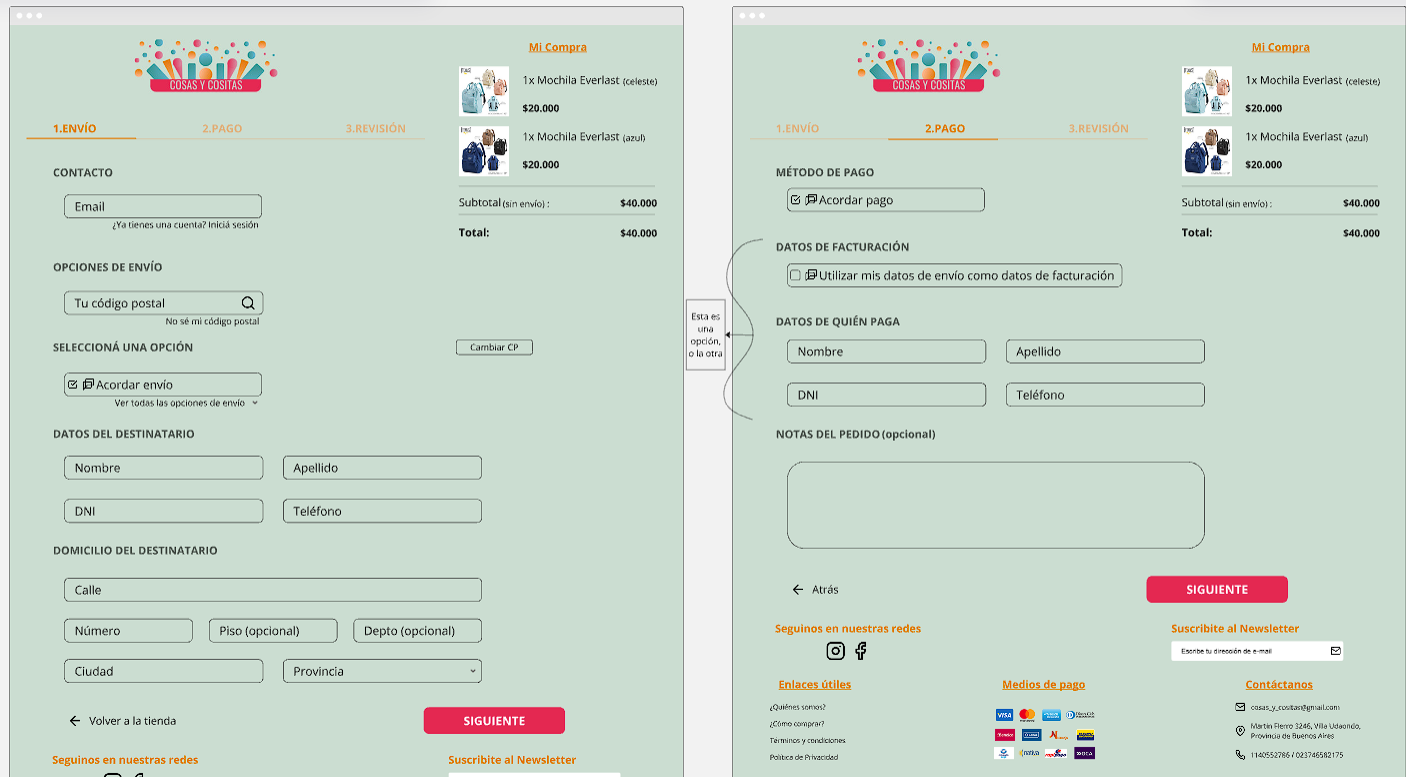 COSAS Y COSITAS
Mi Compra
1x Mochila Everlast (celeste)
$20.000
1x Mochila Everlast (azul)
$20.000
Subtotal (sin envío) :
$40.000
Total:
$40.000
1.ENVÍO
2.PAGO
3.REVISIÓN
CONTACTO
Email
¿Ya tienes una cuenta? Iniciá sesión
OPCIONES DE ENVÍO
Tu código postal
No sé mi código postal
SELECCIONÁ UNA OPCIÓN
Cambiar CP
Acordar envío
Ver todas las opciones de envío
DATOS DEL DESTINATARIO
Nombre
Apellido
DNI
Teléfono
DOMICILIO DEL DESTINATARIO
Calle
Número
Piso (opcional)
Depto (opcional)
Ciudad
Provincia
Volver a la tienda
SIGUIENTE
Seguinos en nuestras redes
Suscribite al Newsletter
Esta es
una
opción,
o la otra
COSAS Y COSITAS
Mi Compra
1x Mochila Everlast (celeste)
$20.000
1x Mochila Everlast (azul)
$20.000
Subtotal (sin envío) :
$40.000
Total:
$40.000
1.ENVÍO
2.PAGO
3.REVISIÓN
MÉTODO DE PAGO
Acordar pago
DATOS DE FACTURACIÓN
Utilizar mis datos de envío como datos de facturación
DATOS DE QUIÉN PAGA
Nombre
Apellido
DNI
Teléfono
NOTAS DEL PEDIDO (opcional)
Atrás
SIGUIENTE
Seguinos en nuestras redes
Suscribite al Newsletter
Escribe tu dirección de e-mail
Enlaces útiles
¿Quiénes somos?
¿Cómo comprar?
Términos y condiciones
Política de Privacidad
Medios de pago
VISA
nativa
Contáctanos
cosas_y_cositas@gmail.com
Martín Fierro 3246, Villa Udaondo,
Provincia de Buenos Aires
1140552786 / 023746582175